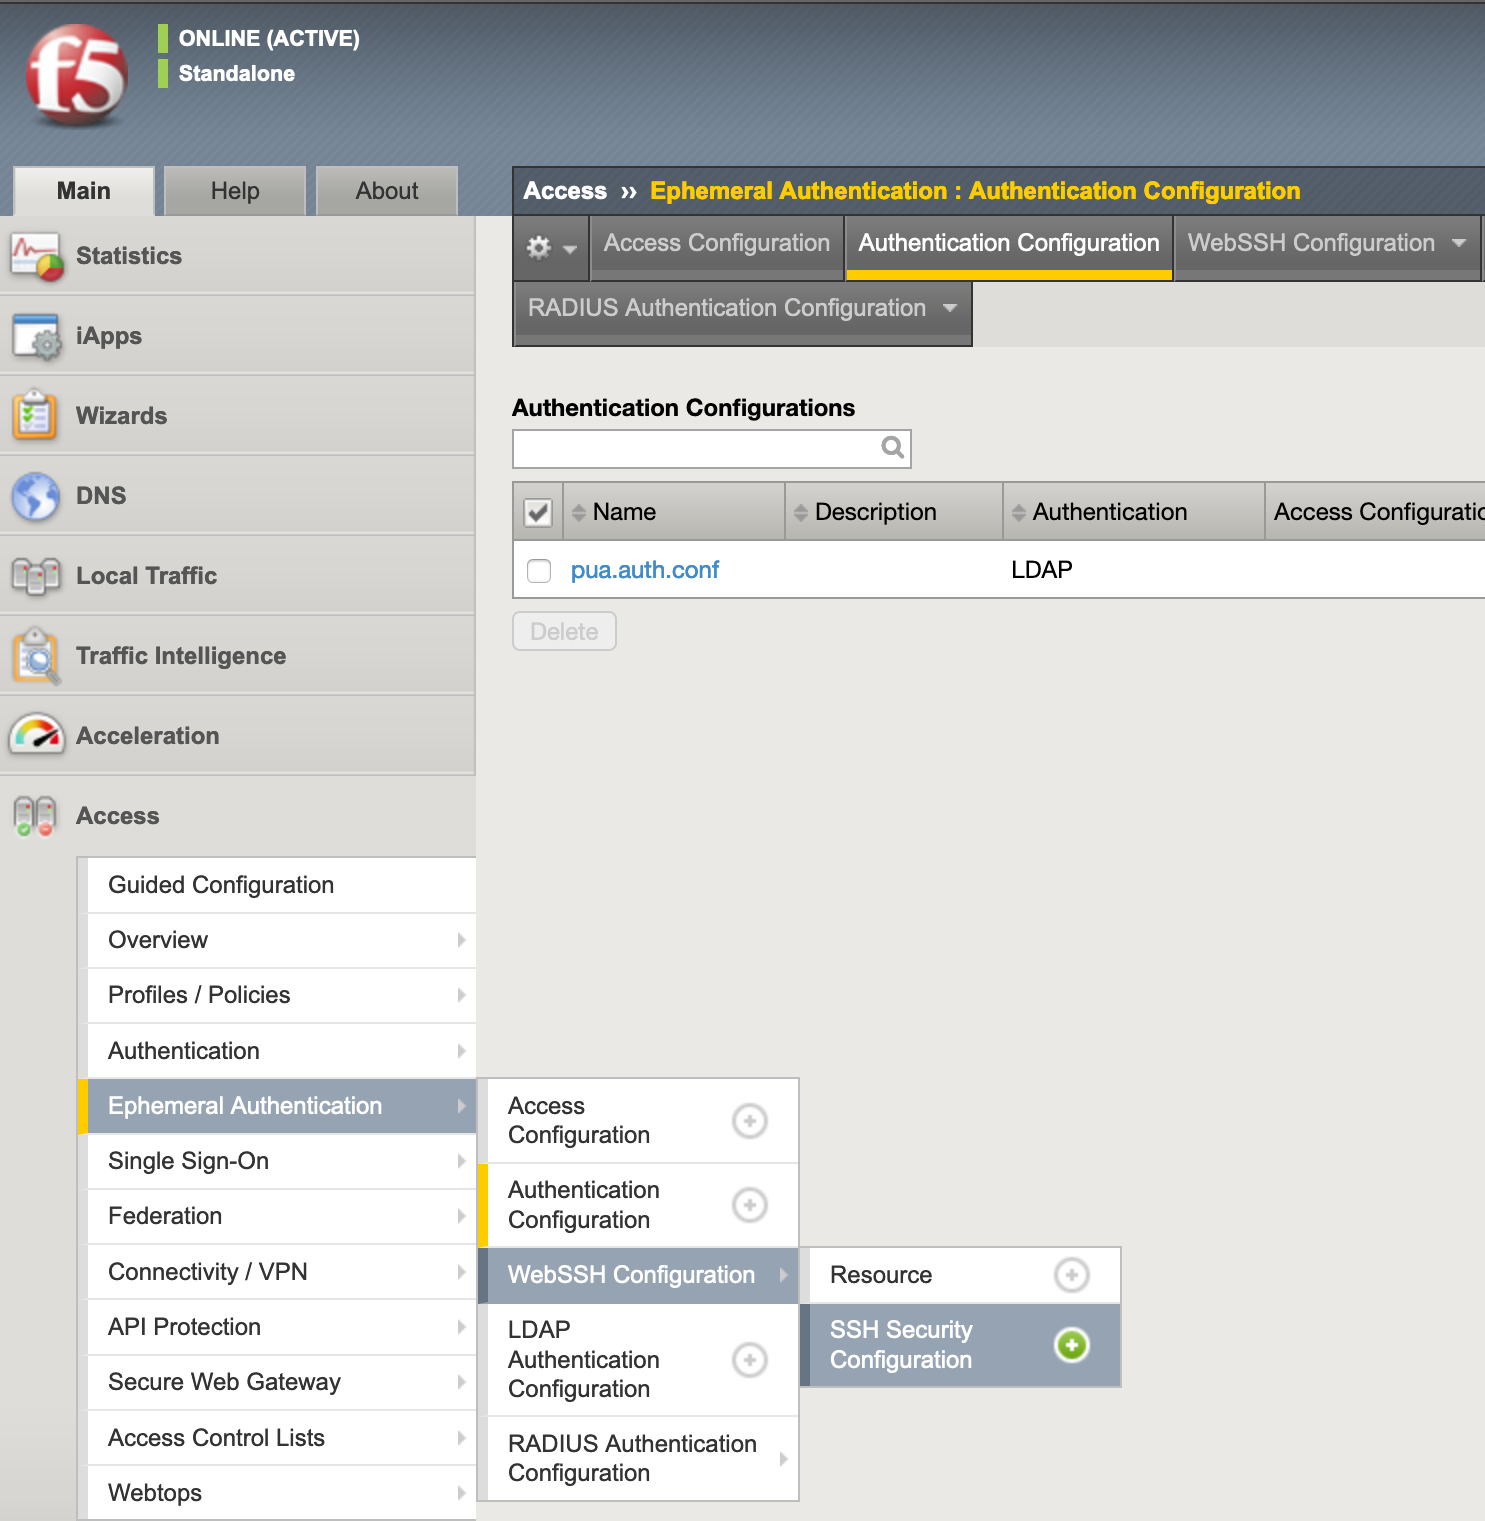 f5
ONLINE (ACTIVE)
Standalone
Main
Help
About
Access »
Ephemeral Authentication : Authentication Configuration
Access Configuration
Authentication Configuration
WebSSH Configuration
RADIUS Authentication Configuration
Statistics
iApps
Wizards
DNS
Local Traffic
Traffic Intelligence
Acceleration
Access
Authentication Configurations
Name
Description
Authentication
Access Configuratio
pua.auth.conf
LDAP
Delete
Guided Configuration
Overview
Profiles / Policies
Authentication
Ephemeral Authentication
Single Sign-On
Federation
Connectivity / VPN
API Protection
Secure Web Gateway
Access Control Lists
Webtops
Access
Configuration
Authentication
Configuration
WebSSH Configuration
LDAP
Authentication
Configuration
RADIUS Authentication
Configuration
Resource
SSH Security
Configuration